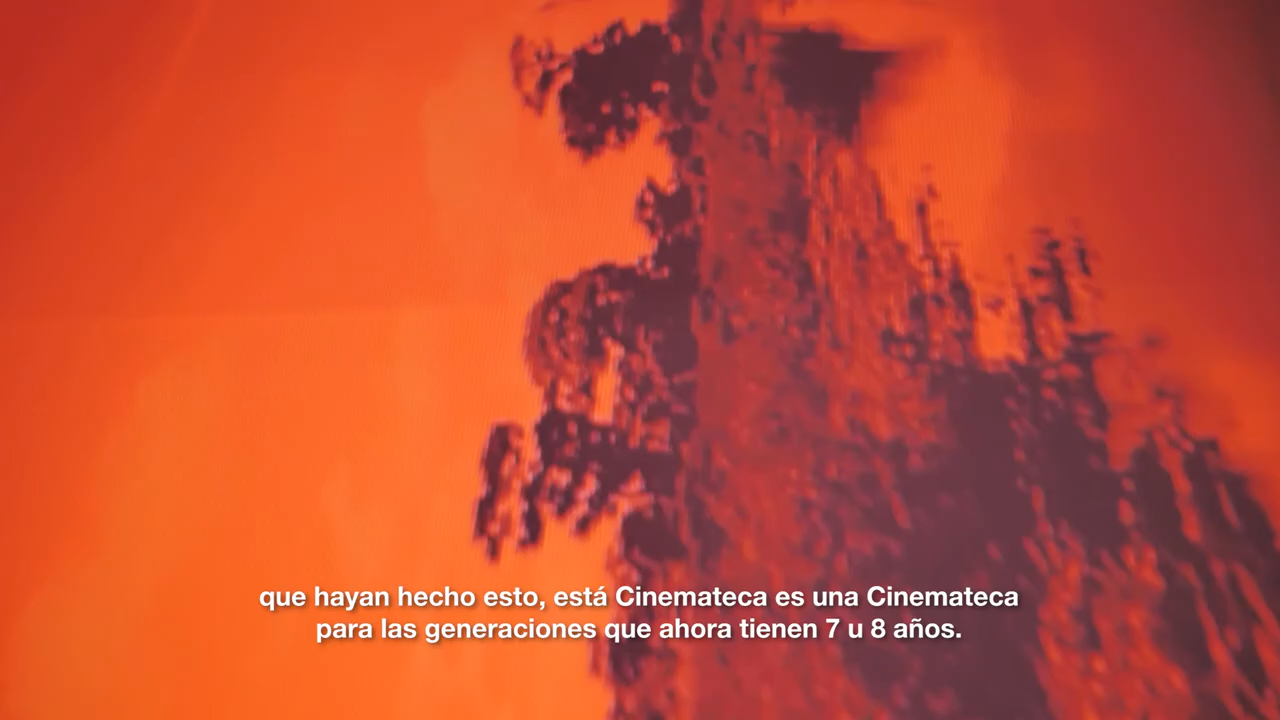 que hayan hecho esto, está Cinemateca es una Cinemateca
para las generaciones que ahora tienen 7 u 8 años.